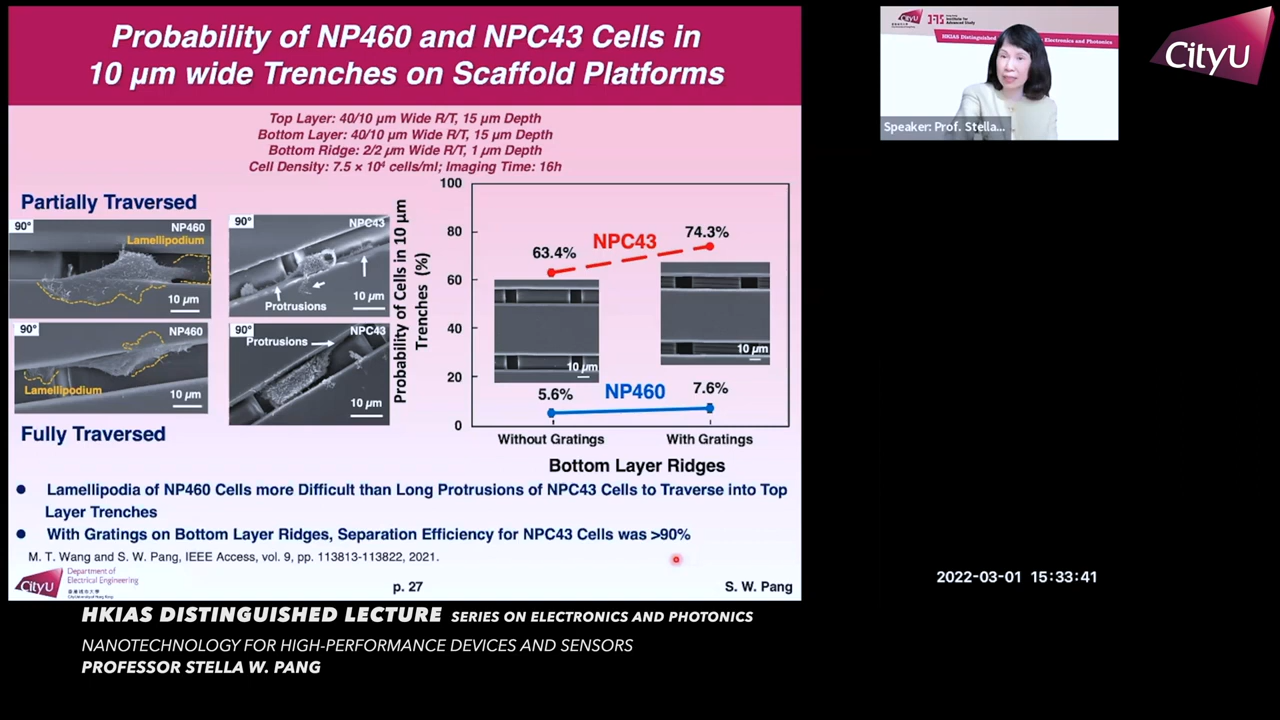 Probability of NP460 and NPC43 Cells in
10 μm wide Trenches on Scaffold Platforms
Top Layer: 40/10 μm Wide R/T, 15 μm Depth
Bottom Layer: 40/10 μm Wide R/T, 15 μm Depth
Bottom Ridge: 2/2 μm Wide R/T, 1 μm Depth
Cell Density: 7.5 × 10⁴ cells/ml; Imaging Time: 16h
Partially Traversed
90°
NP460
Lamellipodium
10 μm
90°
NPC43
Protrusions
10 μm
90°
NP460
Lamellipodium
10 μm
90°
NPC43
Protrusions
10 μm
Fully Traversed
Probability of Cells in 10 μm
Trenches (%)
100
80
60
40
20
0
63.4%
NPC43
74.3%
10 μm
10 μm
5.6%
NP460
7.6%
Without Gratings
With Gratings
Bottom Layer Ridges
Lamellipodia of NP460 Cells more Difficult than Long Protrusions of NPC43 Cells to Traverse into Top
Layer Trenches
With Gratings on Bottom Layer Ridges, Separation Efficiency for NPC43 Cells was >90%
M. T. Wang and S. W. Pang, IEEE Access, vol. 9, pp. 113813-113822, 2021.
CityU
Department of
Electrical Engineering
p. 27
S. W. Pang
CityU
HKIAS Distinguished
Electronics and Photonics
Speaker: Prof. Stella...
CityU
2022-03-01 15:33:41
HKIAS DISTINGUISHED LECTURE SERIES ON ELECTRONICS AND PHOTONICS
NANOTECHNOLOGY FOR HIGH-PERFORMANCE DEVICES AND SENSORS
PROFESSOR STELLA W. PANG